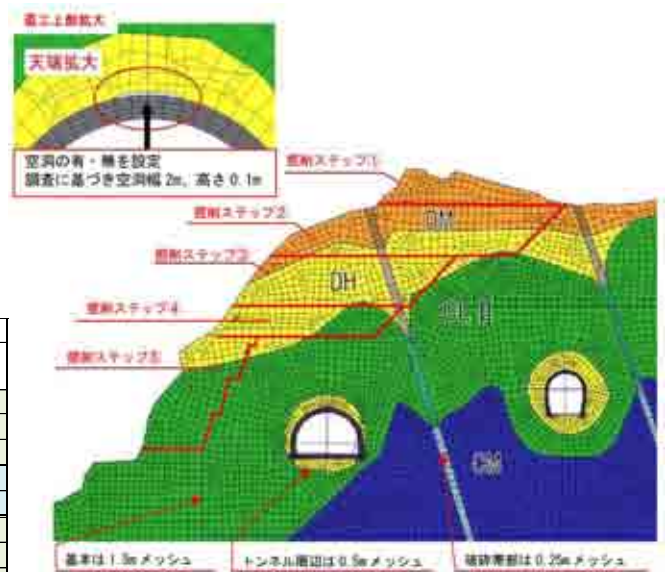 覆工上部拡大
天端拡大
空洞の有・無を設定
調査に基づき空洞幅 2m、高さ 0.1m
掘削ステップ①
掘削ステップ②
掘削ステップ③
掘削ステップ④
掘削ステップ⑤
DM
DH
CL
CM
基本は 1.5m メッシュ
トンネル周辺は 0.5m メッシュ
破砕帯部は 0.25m メッシュ